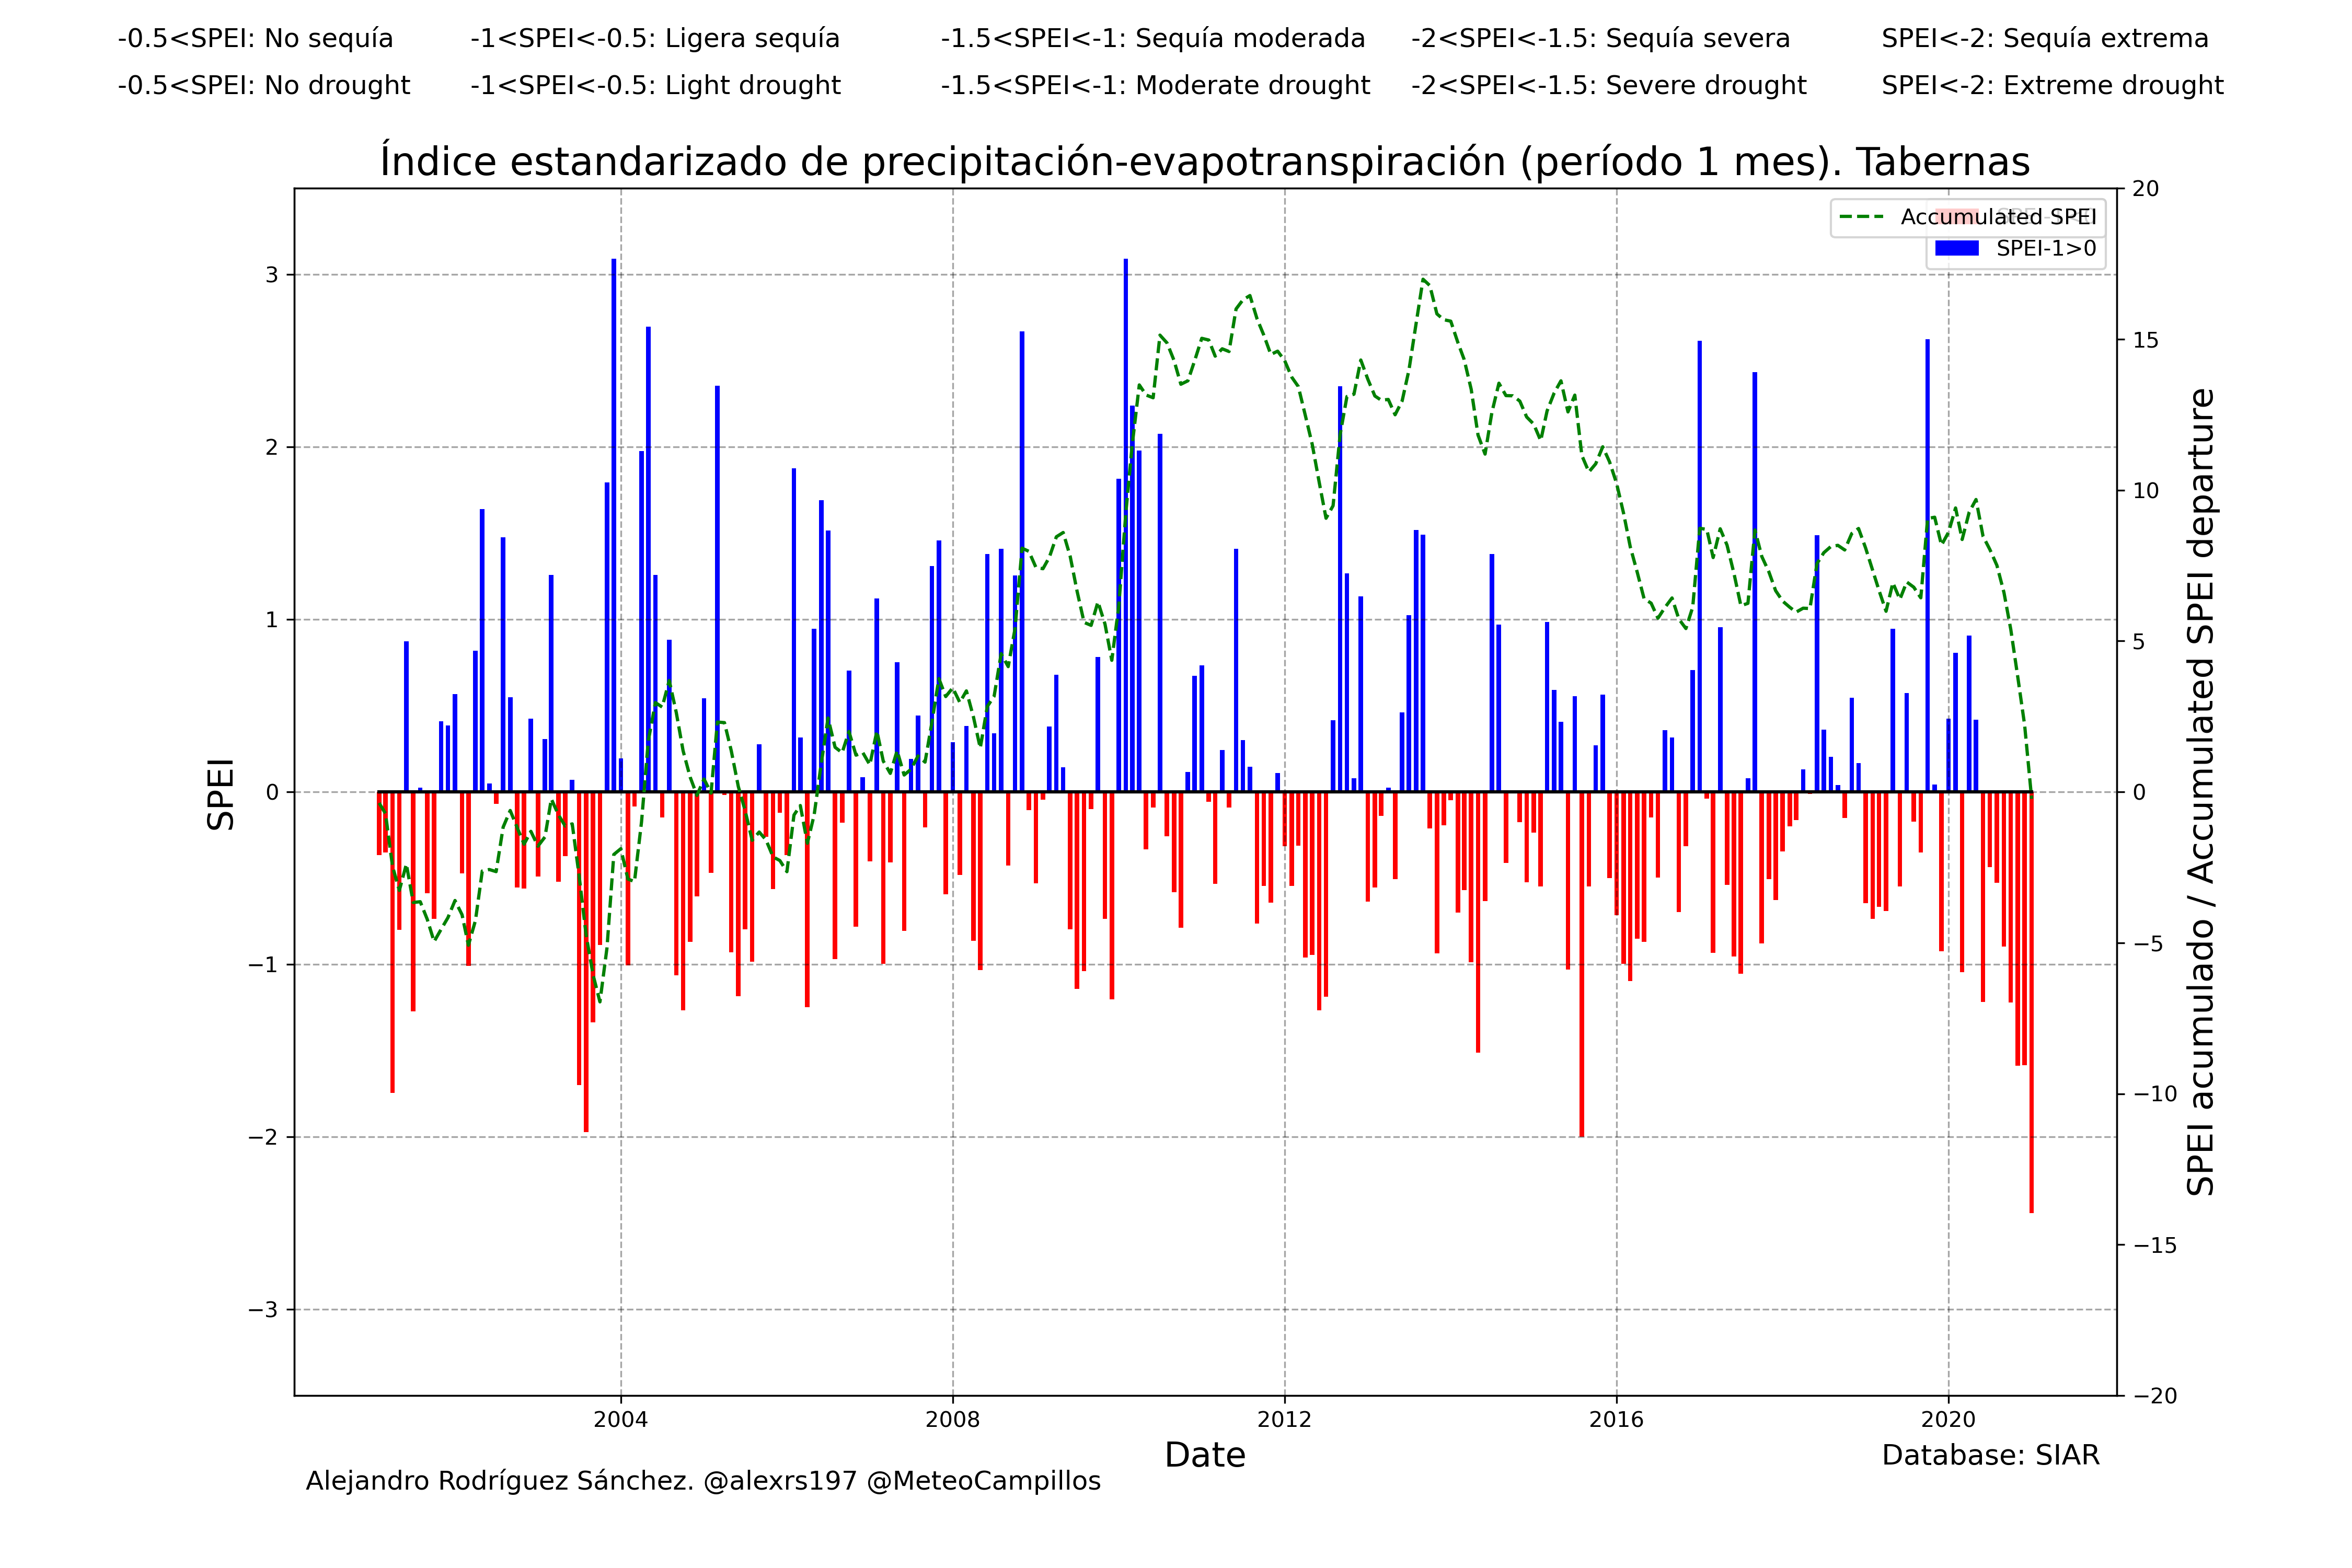 -0.5<SPEI: No sequía -1<SPEI<-0.5: Ligera sequía -1.5<SPEI<-1: Sequía moderada -2<SPEI<-1.5: Sequía severa SPEI<-2: Sequía extrema
-0.5<SPEI: No drought -1<SPEI<-0.5: Light drought -1.5<SPEI<-1: Moderate drought -2<SPEI<-1.5: Severe drought SPEI<-2: Extreme drought
Índice estandarizado de precipitación-evapotranspiración (período 1 mes). Tabernas
Accumulated SPEI
SPEI-1>0
SPEI
3
2
1
0
−1
−2
−3
20
15
10
5
0
−5
−10
−15
−20
SPEI acumulado / Accumulated SPEI departure
2004 2008 2012 2016 2020
Date
Database: SIAR
Alejandro Rodríguez Sánchez. @alexrs197 @MeteoCampillos